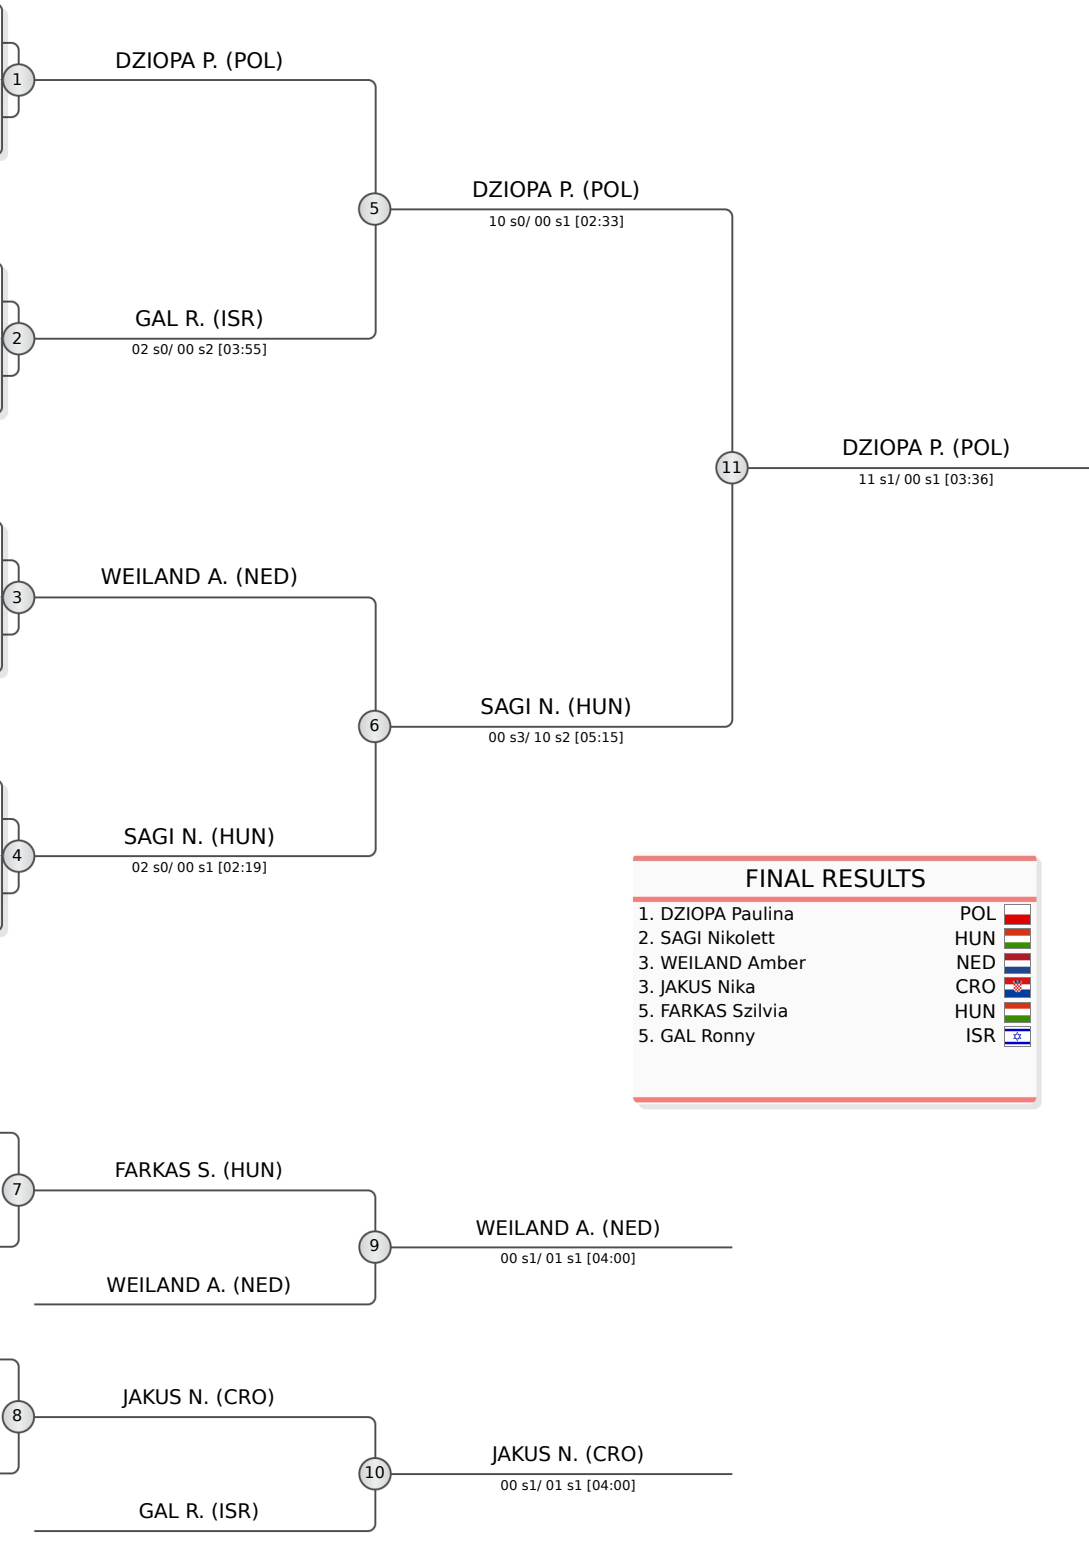 DZIOPA P. (POL)
1
DZIOPA P. (POL)
5
10 s0/ 00 s1 [02:33]
GAL R. (ISR)
2
02 s0/ 00 s2 [03:55]
DZIOPA P. (POL)
11
11 s1/ 00 s1 [03:36]
WEILAND A. (NED)
3
SAGI N. (HUN)
6
00 s3/ 10 s2 [05:15]
SAGI N. (HUN)
4
02 s0/ 00 s1 [02:19]
FINAL RESULTS
1. DZIOPA Paulina POL
2. SAGI Nikolett HUN
3. WEILAND Amber NED
3. JAKUS Nika CRO
5. FARKAS Szilvia HUN
5. GAL Ronny ISR
FARKAS S. (HUN)
7
WEILAND A. (NED)
9
00 s1/ 01 s1 [04:00]
WEILAND A. (NED)
JAKUS N. (CRO)
8
JAKUS N. (CRO)
10
00 s1/ 01 s1 [04:00]
GAL R. (ISR)